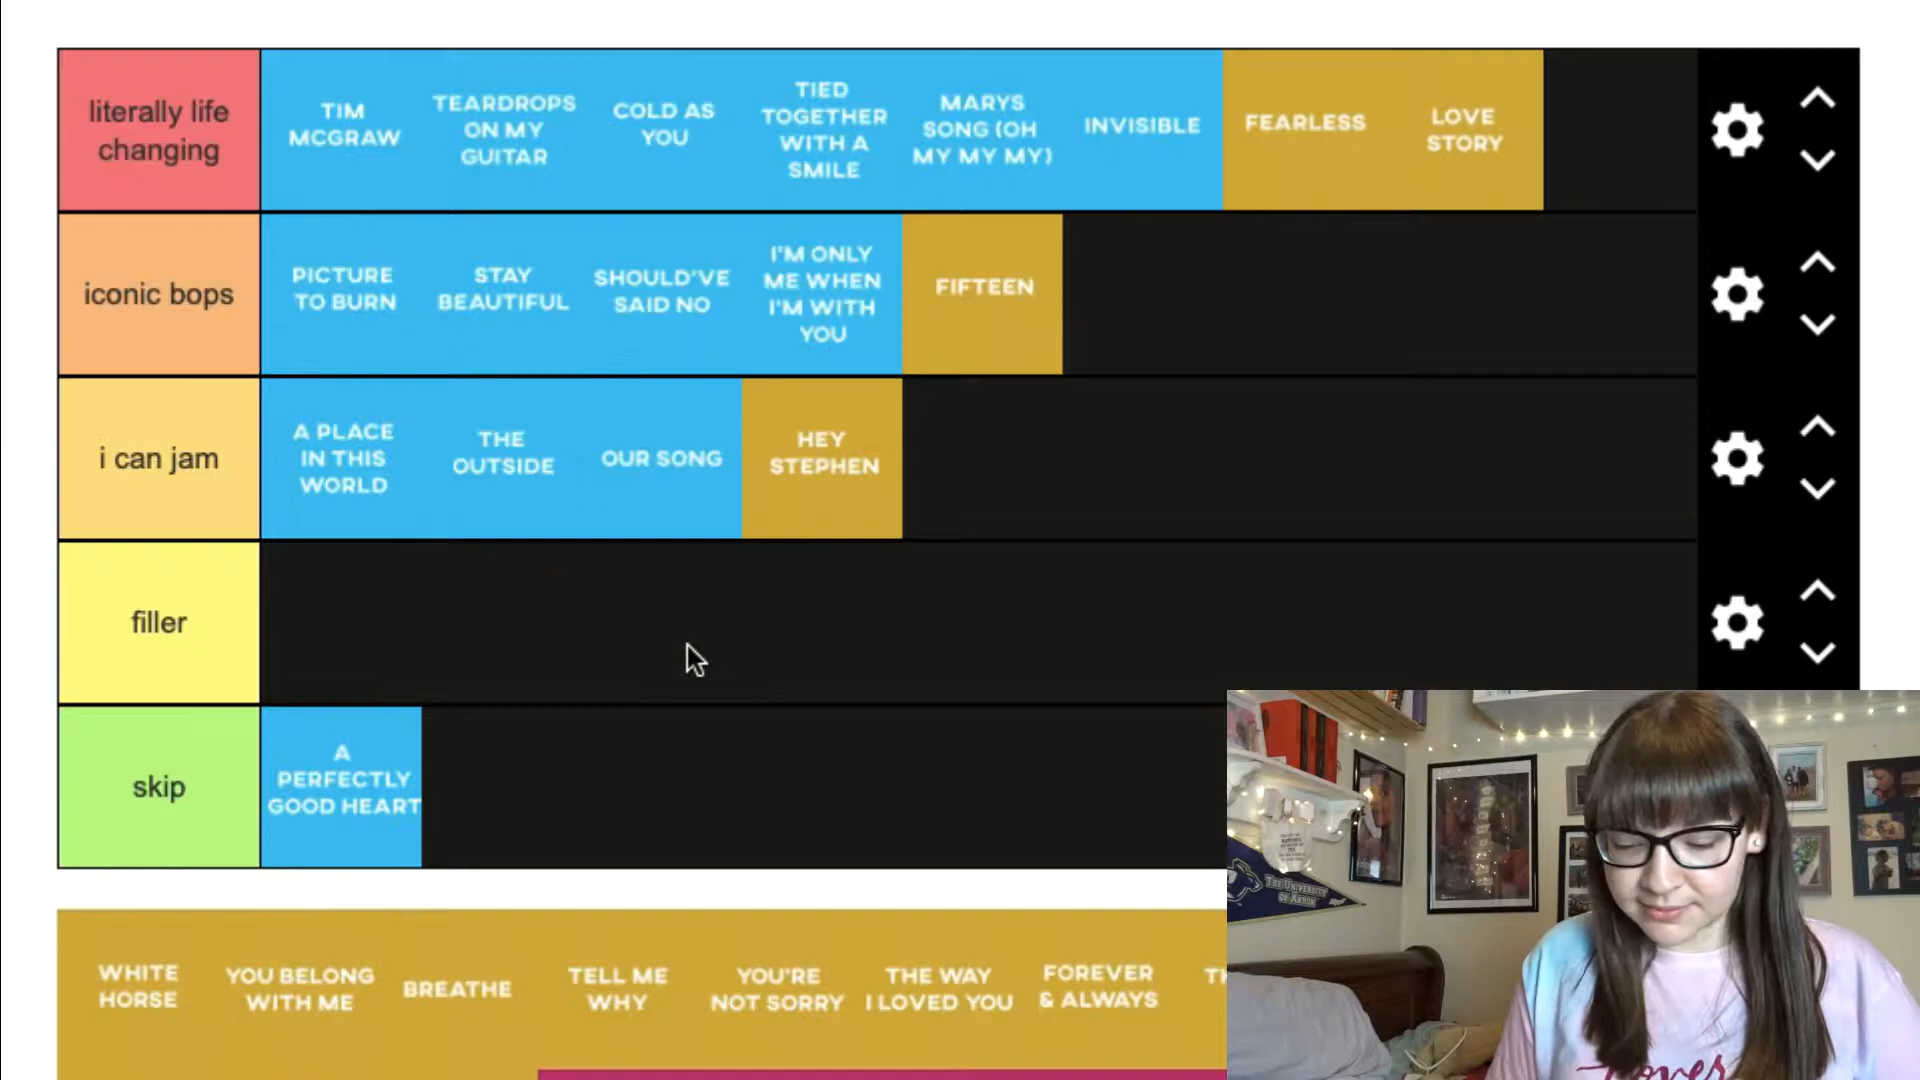 literally life
changing
TIM
MCGRAW
TEARDROPS
ON MY
GUITAR
COLD AS
YOU
TIED
TOGETHER
WITH A
SMILE
MARYS
SONG (OH
MY MY MY)
INVISIBLE
FEARLESS
LOVE
STORY
iconic bops
PICTURE
TO BURN
STAY
BEAUTIFUL
SHOULD'VE
SAID NO
I'M ONLY
ME WHEN
I'M WITH
YOU
FIFTEEN
i can jam
A PLACE
IN THIS
WORLD
THE
OUTSIDE
OUR SONG
HEY
STEPHEN
filler
skip
A
PERFECTLY
GOOD HEART
WHITE
HORSE
YOU BELONG
WITH ME
BREATHE
TELL ME
WHY
YOU'RE
NOT SORRY
THE WAY
I LOVED YOU
FOREVER
& ALWAYS
THE UNIVERSITY
OF AKRON